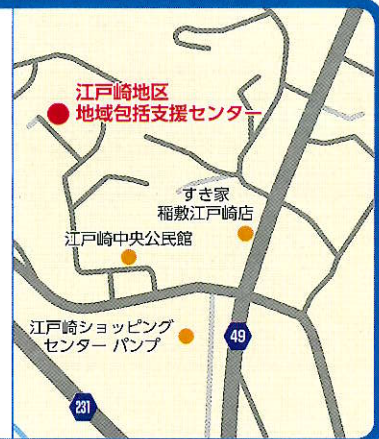 江戸崎地区
地域包括支援センター
すき家
稲敷江戸崎店
江戸崎中央公民館
江戸崎ショッピング
センター パンプ
49
231